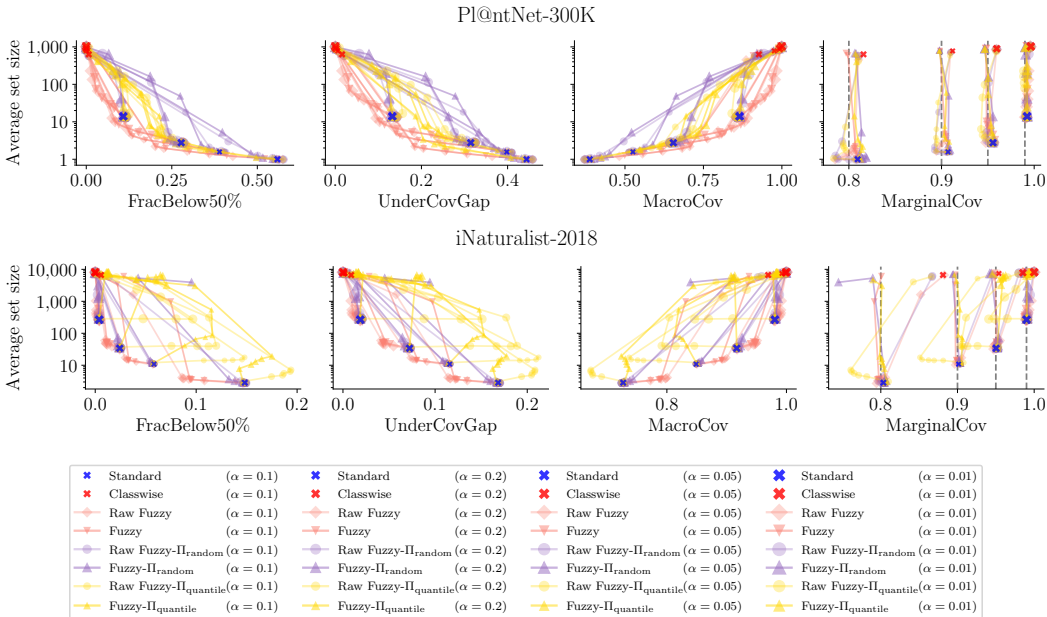 Pl@ntNet-300K
Average set size
1,000
100
10
1
0.00 0.25 0.50
FracBelow50%
0.0 0.2 0.4
UnderCovGap
0.50 0.75 1.00
MacroCov
0.8 0.9 1.0
MarginalCov
iNaturalist-2018
Average set size
10,000
1,000
100
10
0.0 0.1 0.2
FracBelow50%
0.0 0.1 0.2
UnderCovGap
0.8 1.0
MacroCov
0.8 0.9 1.0
MarginalCov
Standard (α = 0.1) Standard (α = 0.2) Standard (α = 0.05) Standard (α = 0.01)
Classwise (α = 0.1) Classwise (α = 0.2) Classwise (α = 0.05) Classwise (α = 0.01)
Raw Fuzzy (α = 0.1) Raw Fuzzy (α = 0.2) Raw Fuzzy (α = 0.05) Raw Fuzzy (α = 0.01)
Fuzzy (α = 0.1) Fuzzy (α = 0.2) Fuzzy (α = 0.05) Fuzzy (α = 0.01)
Raw Fuzzy-Πrandom (α = 0.1) Raw Fuzzy-Πrandom (α = 0.2) Raw Fuzzy-Πrandom (α = 0.05) Raw Fuzzy-Πrandom (α = 0.01)
Fuzzy-Πrandom (α = 0.1) Fuzzy-Πrandom (α = 0.2) Fuzzy-Πrandom (α = 0.05) Fuzzy-Πrandom (α = 0.01)
Raw Fuzzy-Πquantile (α = 0.1) Raw Fuzzy-Πquantile (α = 0.2) Raw Fuzzy-Πquantile (α = 0.05) Raw Fuzzy-Πquantile (α = 0.01)
Fuzzy-Πquantile (α = 0.1) Fuzzy-Πquantile (α = 0.2) Fuzzy-Πquantile (α = 0.05) Fuzzy-Πquantile (α = 0.01)